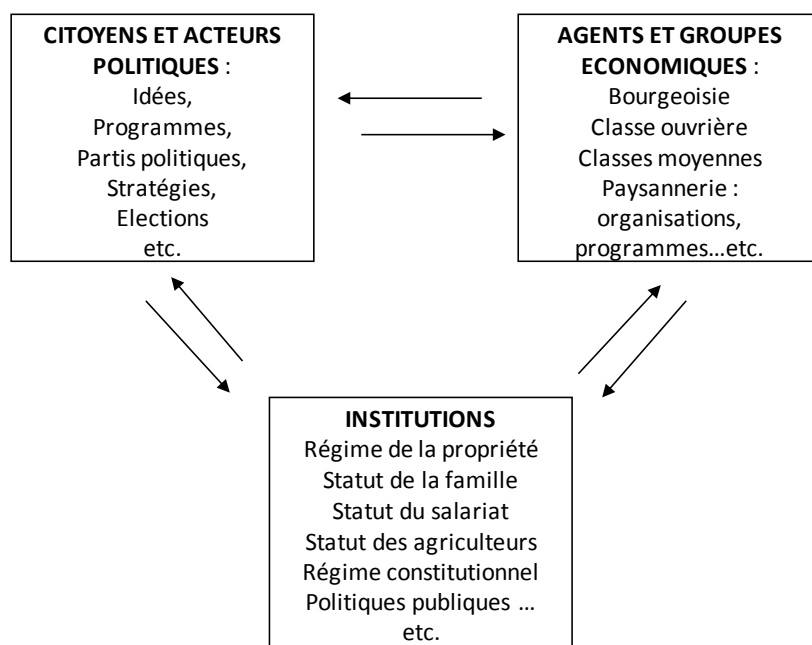 CITOYENS ET ACTEURS
POLITIQUES :
Idées,
Programmes,
Partis politiques,
Stratégies,
Elections
etc.
AGENTS ET GROUPES
ECONOMIQUES :
Bourgeoisie
Classe ouvrière
Classes moyennes
Paysannerie :
organisations,
programmes...etc.
INSTITUTIONS
Régime de la propriété
Statut de la famille
Statut du salariat
Statut des agriculteurs
Régime constitutionnel
Politiques publiques ...
etc.